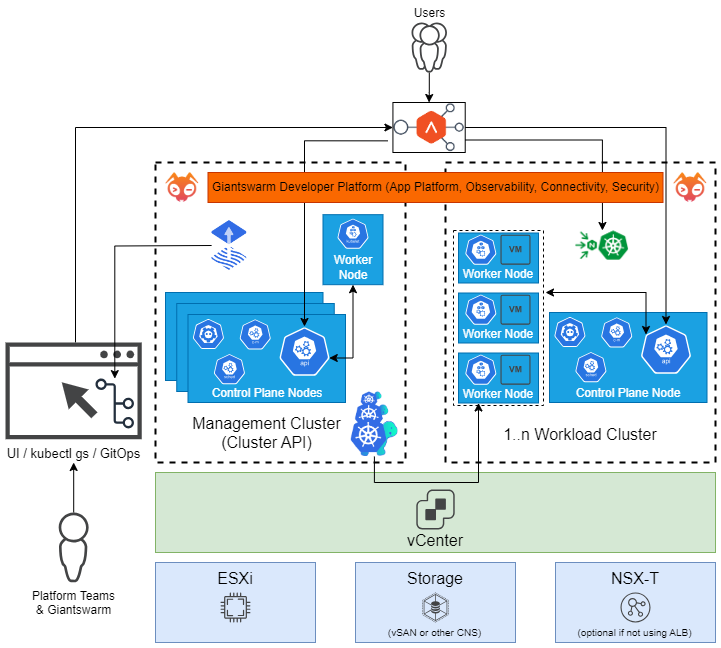 Users
Giantswarm Developer Platform (App Platform, Observability, Connectivity, Security)
Worker
Node
api
Control Plane Nodes
Management Cluster
(Cluster API)
VM
Worker Node
VM
Worker Node
VM
Worker Node
api
Control Plane Node
1..n Workload Cluster
UI / kubectl gs / GitOps
Platform Teams
& Giantswarm
vCenter
ESXi
Storage
(vSAN or other CNS)
NSX-T
(optional if not using ALB)